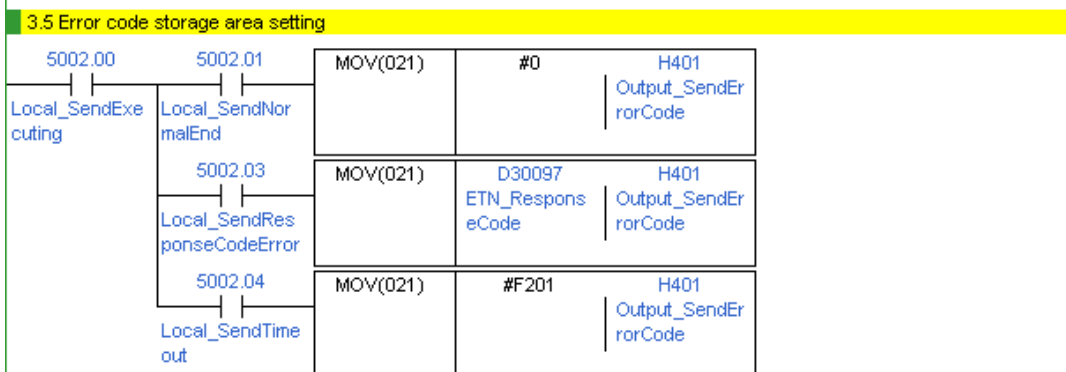 3.5 Error code storage area setting
5002.00
Local_SendExe
cuting
5002.01
Local_SendNor
malEnd
MOV(021)
#0
H401
Output_SendEr
rorCode
5002.03
Local_SendRes
ponseCodeError
MOV(021)
D30097
ETN_Respons
eCode
H401
Output_SendEr
rorCode
5002.04
Local_SendTime
out
MOV(021)
#F201
H401
Output_SendEr
rorCode